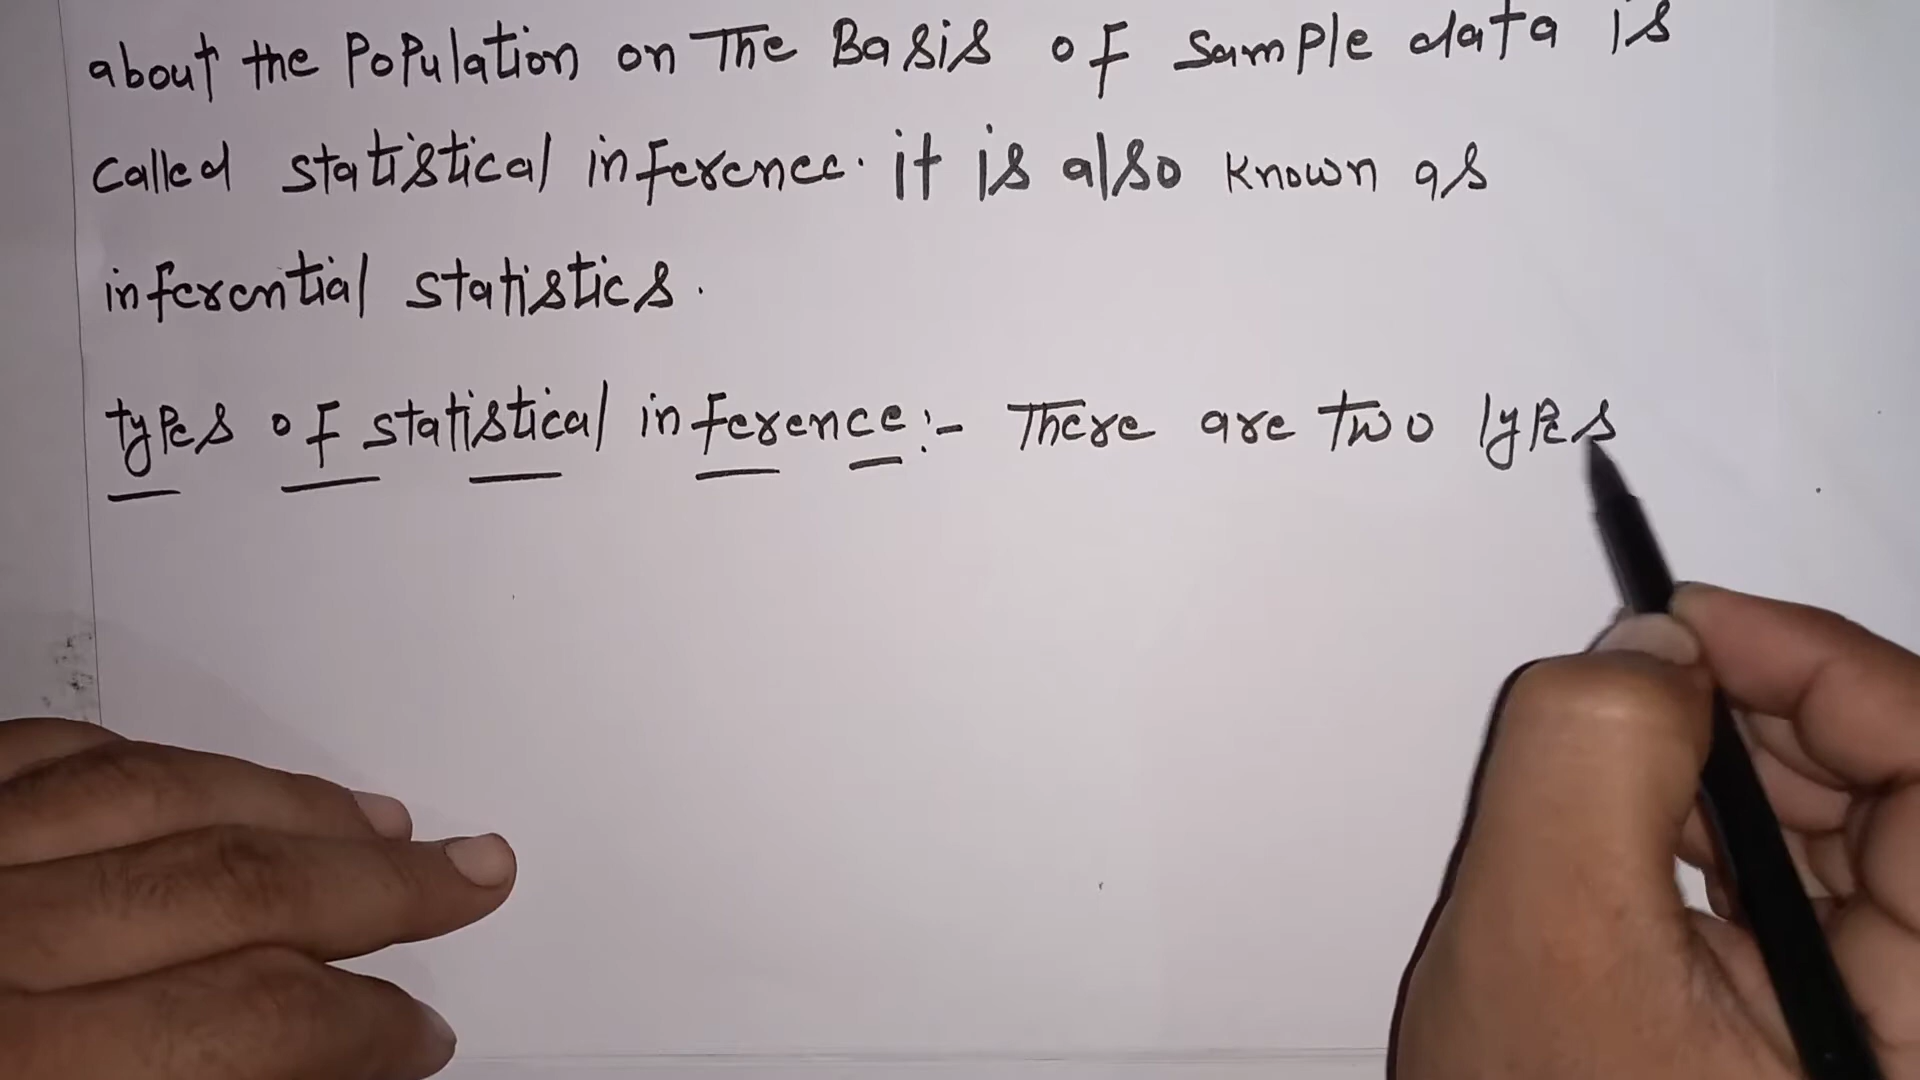 about the Population on The Basis of sample data is
called statistical inference. it is also known as
inferential statistics.
types of statistical inference:- There are two types